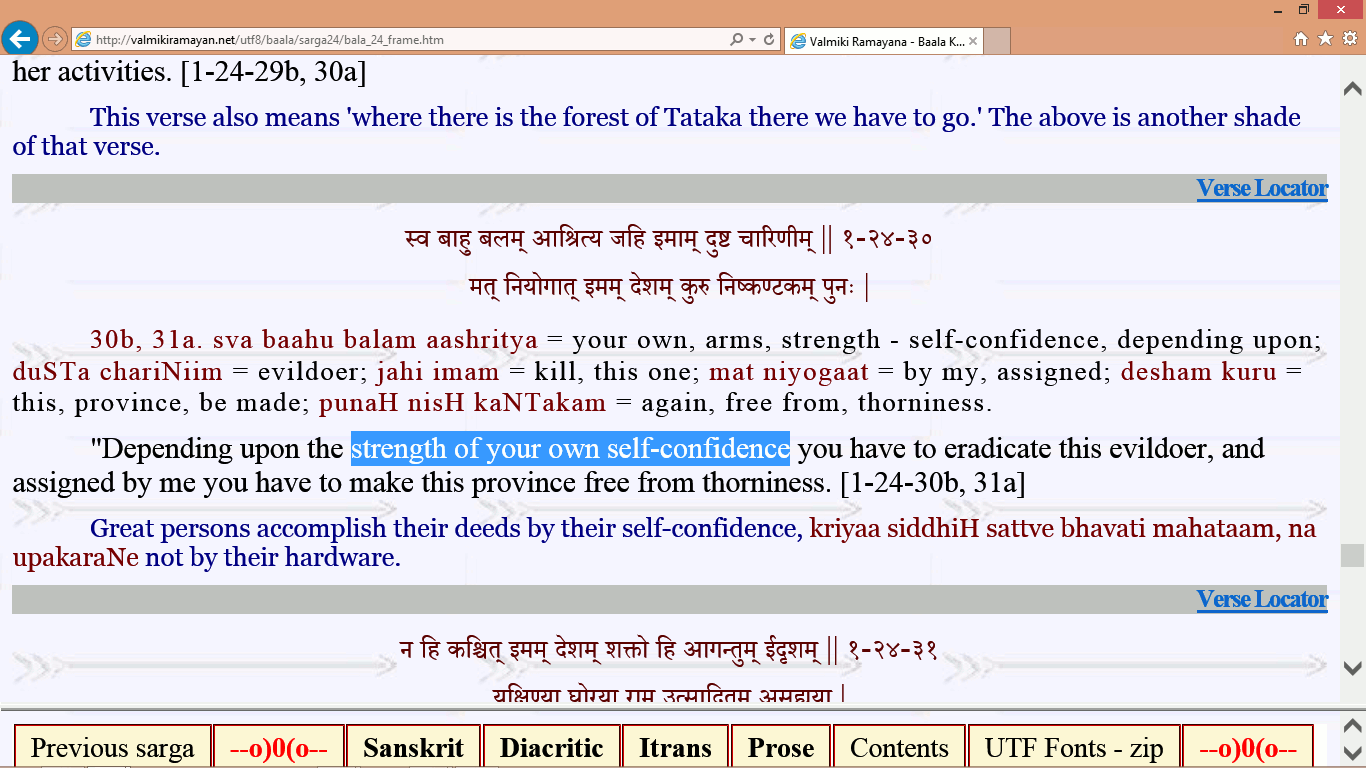 http://valmikiramayan.net/utf8/baala/sarga24/bala_24_frame.htm
Valmiki Ramayana - Baala K...
her activities. [1-24-29b, 30a]
This verse also means 'where there is the forest of Tataka there we have to go.' The above is another shade
of that verse.
Verse Locator
स्व बाहु बलम् आश्रित्य जहि इमाम् दुष्ट चारिणीम् || १-२४-३०
मत् नियोगात् इमम् देशम् कुरु निष्कण्टकम् पुनः |
30b, 31a. sva baahu balam aashritya = your own, arms, strength - self-confidence, depending upon;
duSTa chariNiim = evildoer; jahi imam = kill, this one; mat niyogaat = by my, assigned; desham kuru =
this, province, be made; punaH nisH kaNTakam = again, free from, thorniness.
"Depending upon the strength of your own self-confidence you have to eradicate this evildoer, and
assigned by me you have to make this province free from thorniness. [1-24-30b, 31a]
Great persons accomplish their deeds by their self-confidence, kriyaa siddhiH sattve bhavati mahataam, na
upakaraNe not by their hardware.
Verse Locator
न हि कश्चित् इमम् देशम् शक्तो हि आगन्तुम् ईदृशम् || १-२४-३१
यक्षिण्या घोरया राम उत्सादितम् असह्यया |
Previous sarga --o)0(o-- Sanskrit Diacritic Itrans Prose Contents UTF Fonts - zip --o)0(o--